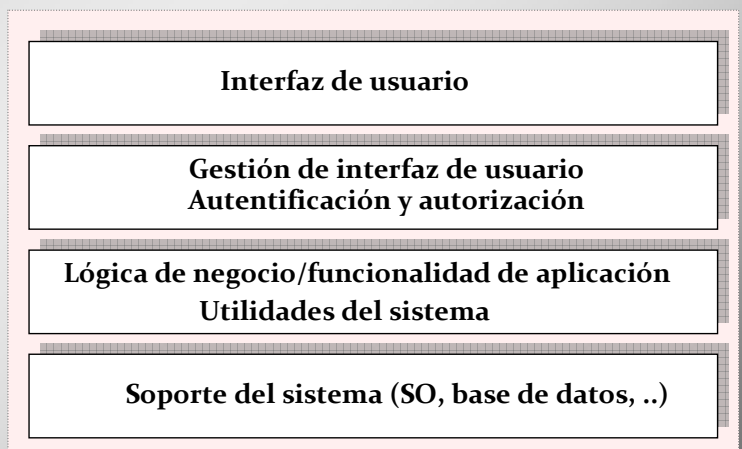 Interfaz de usuario
Gestión de interfaz de usuario
Autentificación y autorización
Lógica de negocio/funcionalidad de aplicación
Utilidades del sistema
Soporte del sistema (SO, base de datos, ..)